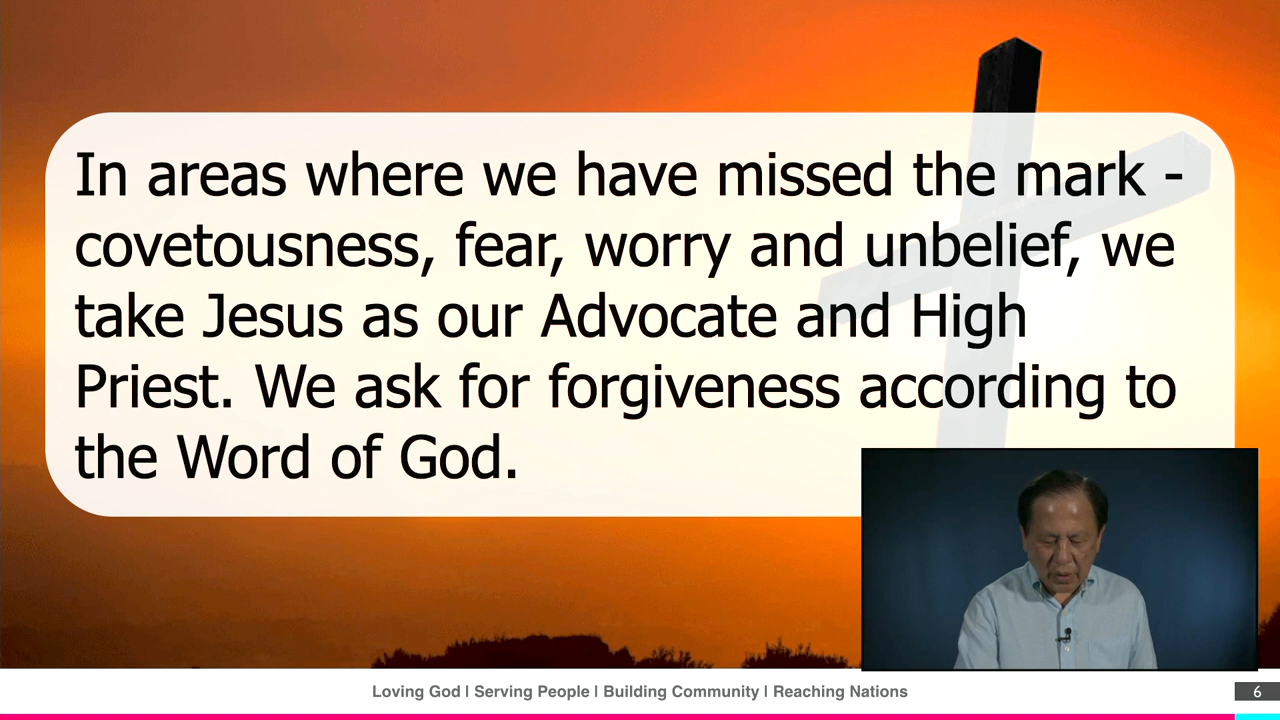 In areas where we have missed the mark -
covetousness, fear, worry and unbelief, we
take Jesus as our Advocate and High
Priest. We ask for forgiveness according to
the Word of God.
Loving God | Serving People | Building Community | Reaching Nations
6